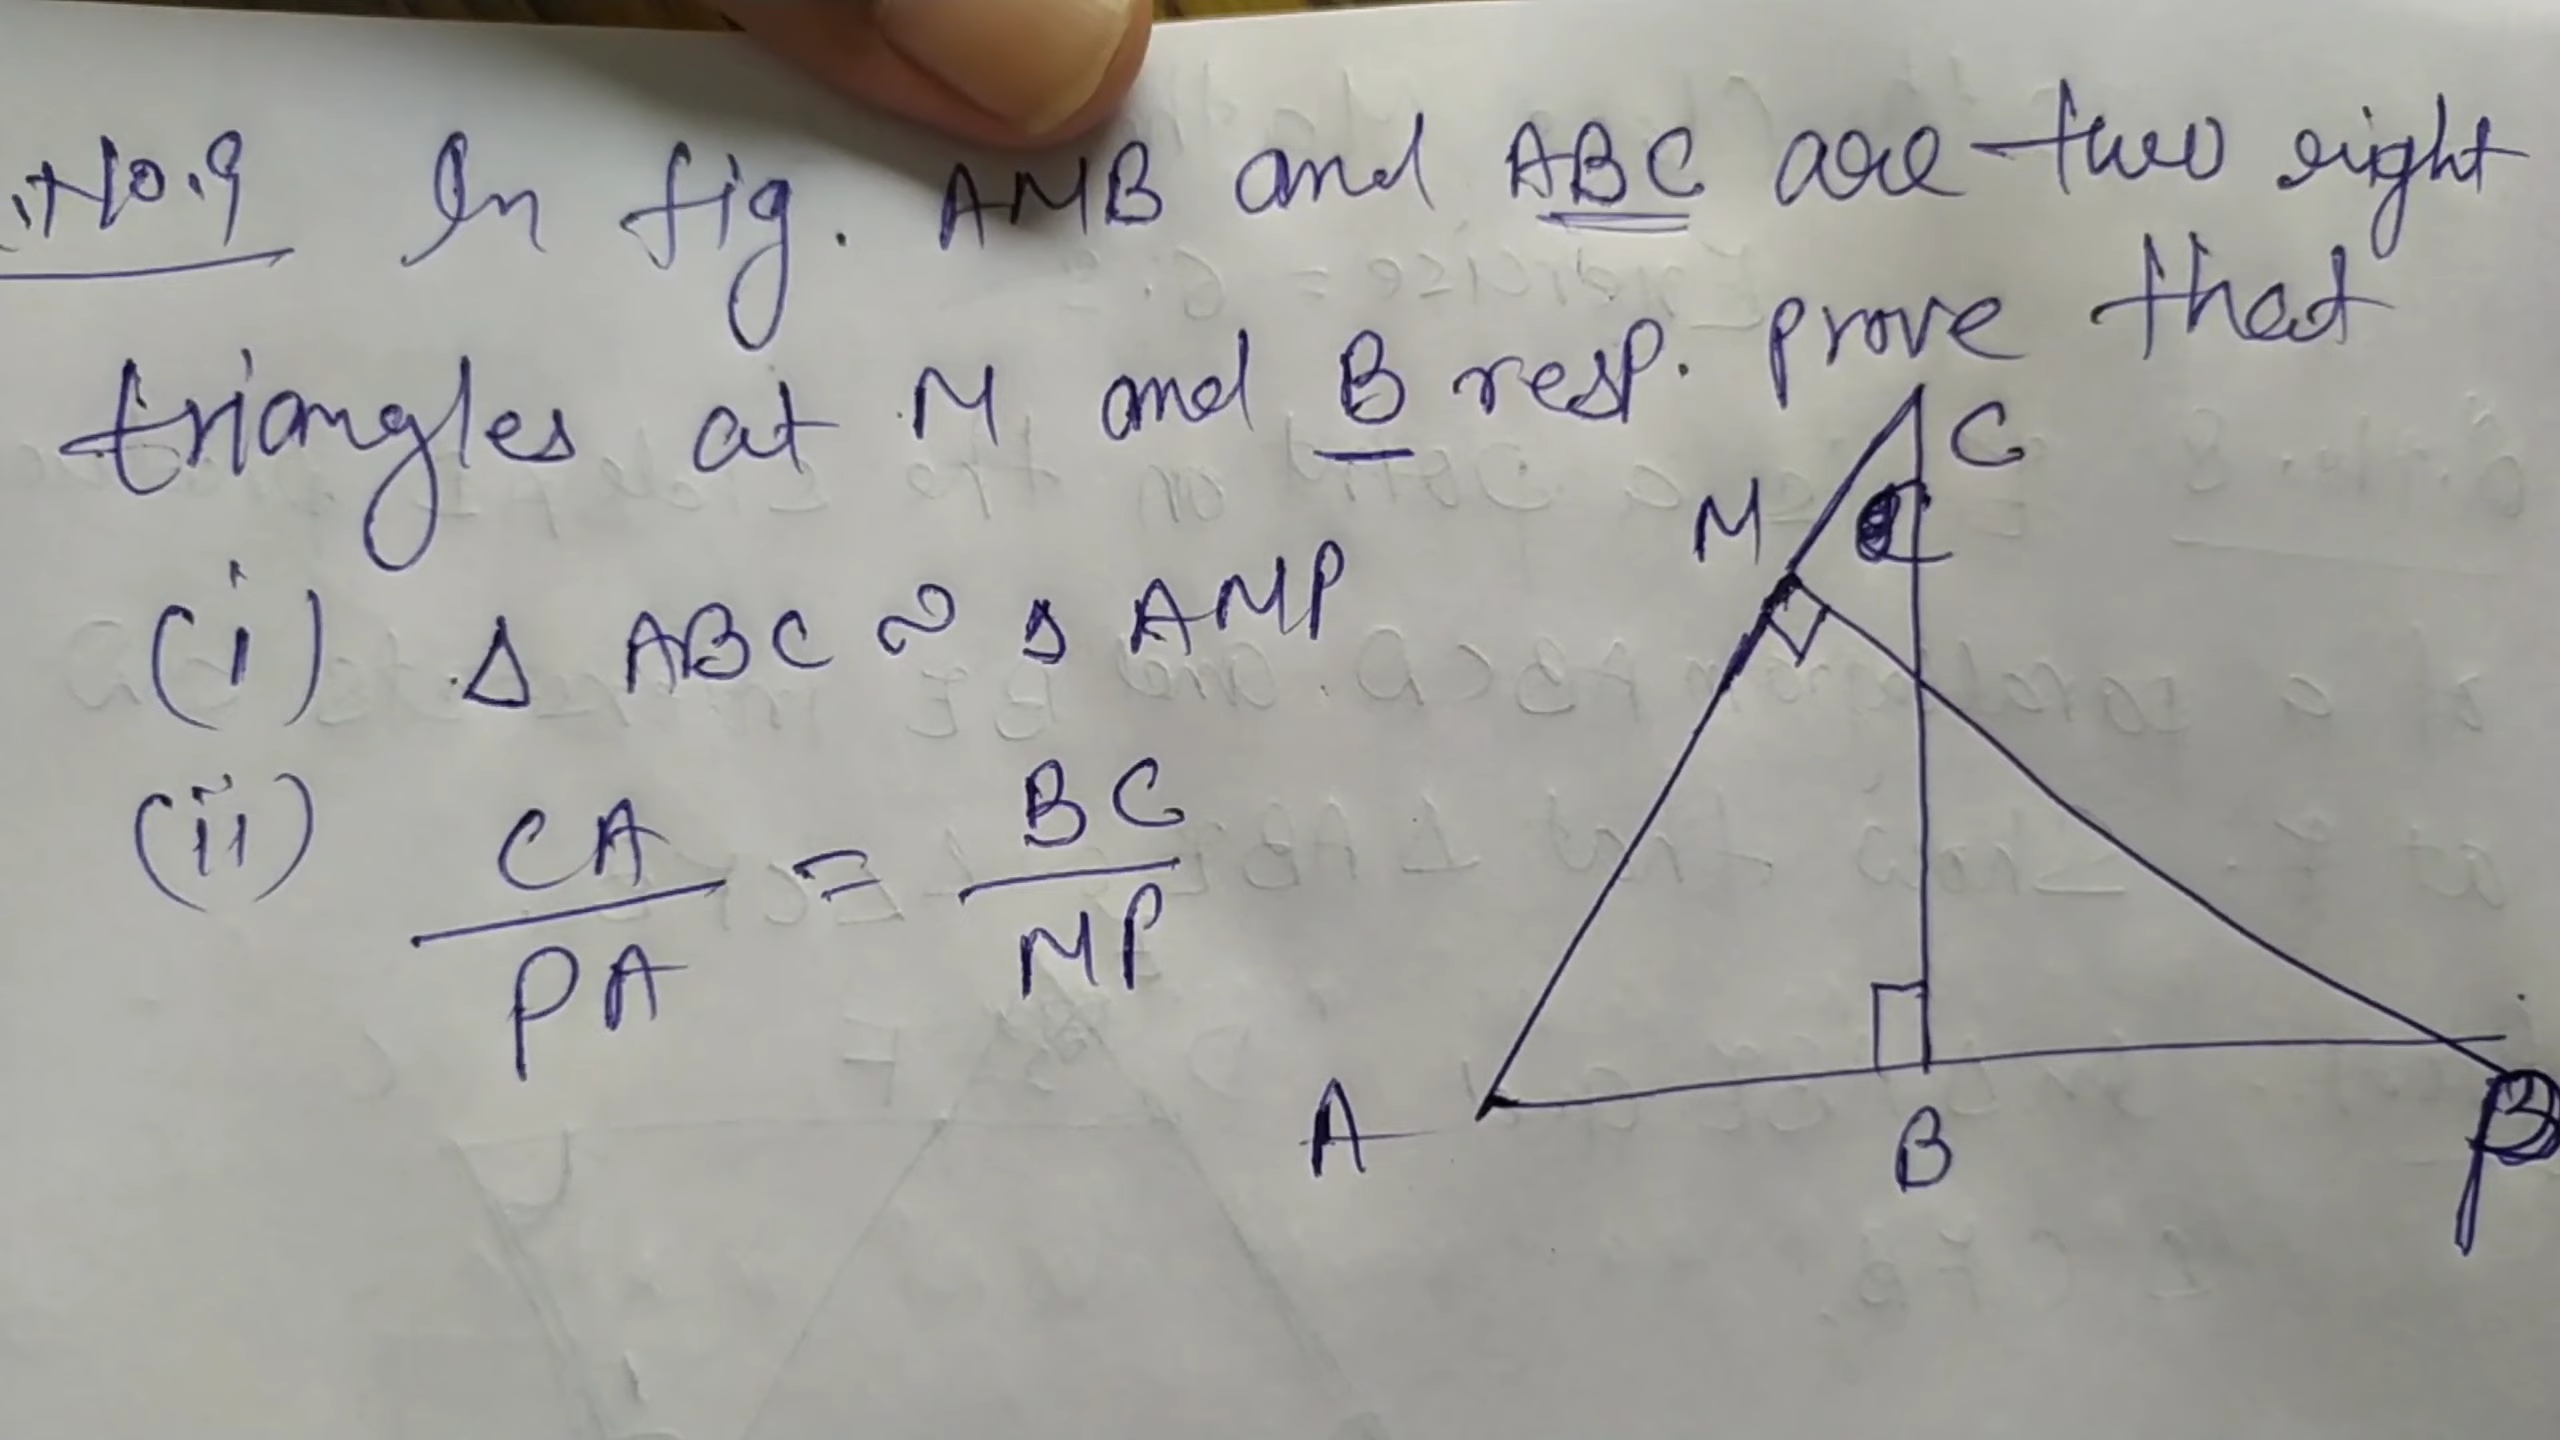 .No.9 In fig. AMB and ABC are two right
triangles at M and B resp. prove that
(i) Δ ABC ~ Δ AMP
(ii) CA/PA = BC/MP
C
M
A
B
P